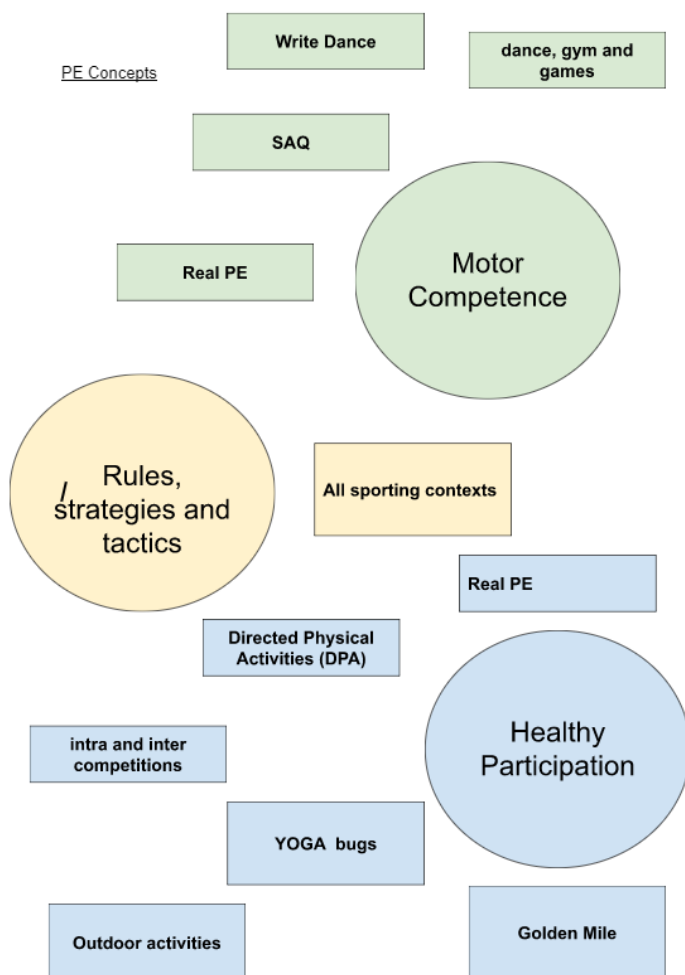 Write Dance
dance, gym and
games
PE Concepts
SAQ
Real PE
Motor
Competence
Rules,
/
strategies and
tactics
All sporting contexts
Real PE
Directed Physical
Activities (DPA)
Healthy
Participation
intra and inter
competitions
YOGA bugs
Outdoor activities
Golden Mile